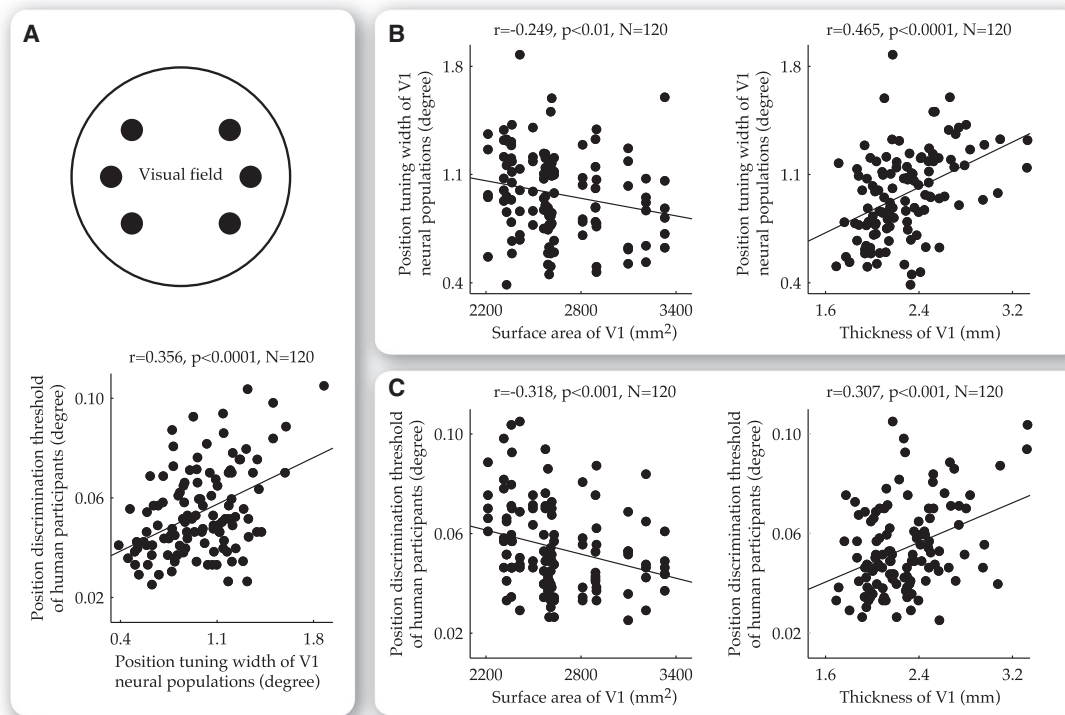 A
Visual field
r=0.356, p<0.0001, N=120
Position discrimination threshold
of human participants (degree)
0.10
0.06
0.02
0.4 1.1 1.8
Position tuning width of V1
neural populations (degree)
B
r=-0.249, p<0.01, N=120
Position tuning width of V1
neural populations (degree)
1.8
1.1
0.4
2200 2800 3400
Surface area of V1 (mm²)
r=0.465, p<0.0001, N=120
Position tuning width of V1
neural populations (degree)
1.8
1.1
0.4
1.6 2.4 3.2
Thickness of V1 (mm)
C
r=-0.318, p<0.001, N=120
Position discrimination threshold
of human participants (degree)
0.10
0.06
0.02
2200 2800 3400
Surface area of V1 (mm²)
r=0.307, p<0.001, N=120
Position discrimination threshold
of human participants (degree)
0.10
0.06
0.02
1.6 2.4 3.2
Thickness of V1 (mm)